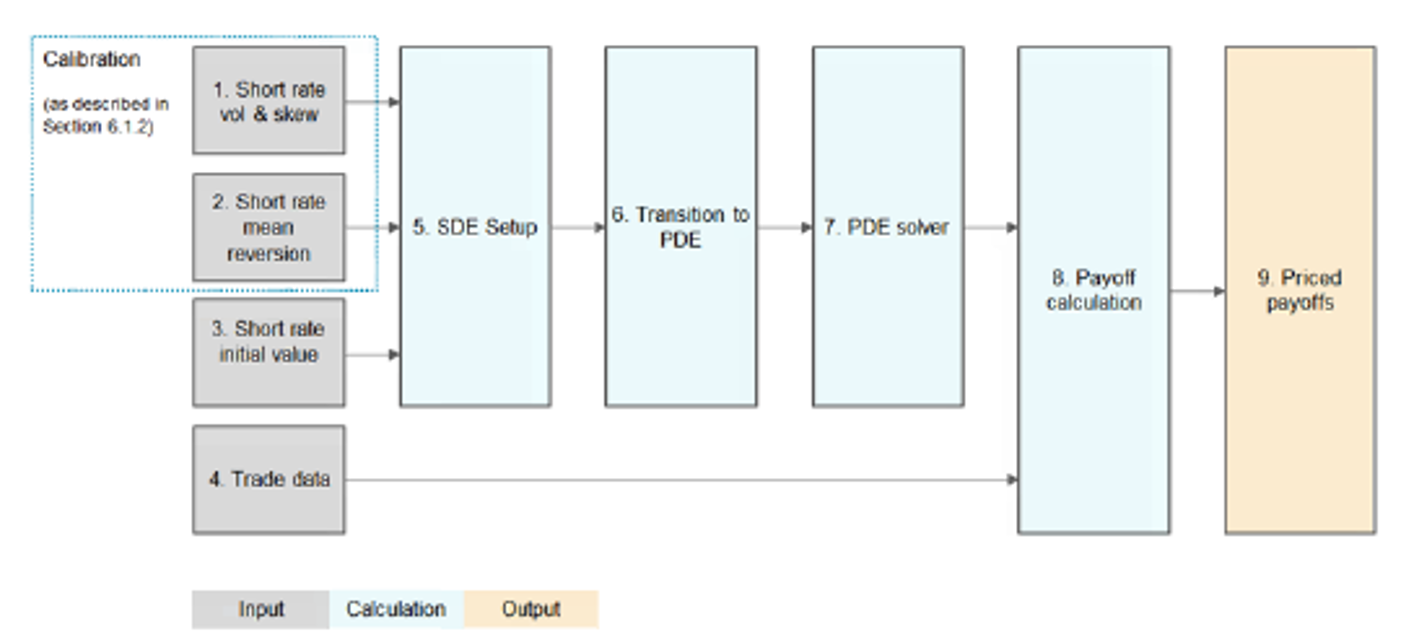 Calibration
(as described in
Section 6.1.2)
1. Short rate
vol & skew
2. Short rate
mean
reversion
3. Short rate
initial value
4. Trade data
5. SDE Setup
6. Transition to
PDE
7. PDE solver
8. Payoff
calculation
9. Priced
payoffs
Input
Calculation
Output